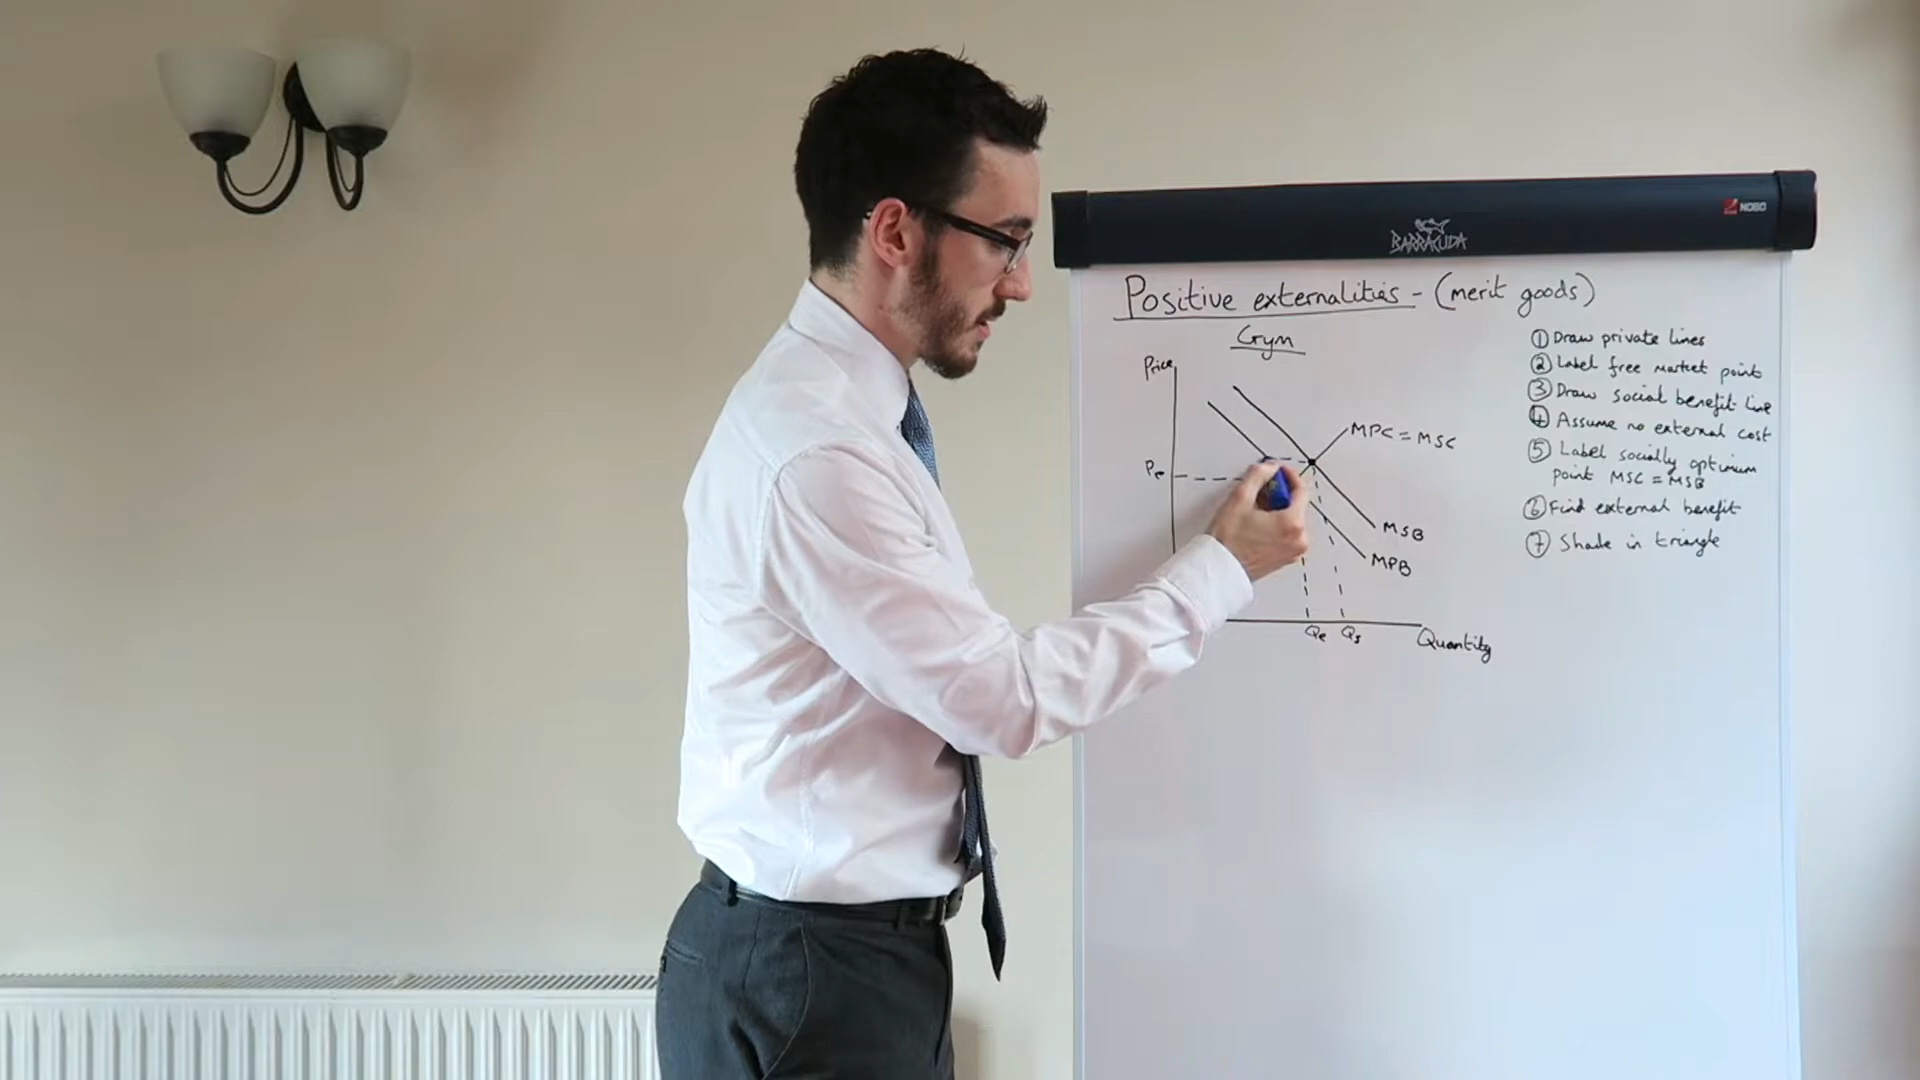 BARRACUDA
NOBO
Positive externalities - (merit goods)
Gym
Price
MPC = MSC
MSB
MPB
Qe Qs
Quantity
① Draw private lines
② Label free market point
③ Draw social benefit line
④ Assume no external cost
⑤ Label socially optimum
point MSC = MSB
⑥ Find external benefit
⑦ Shade in triangle